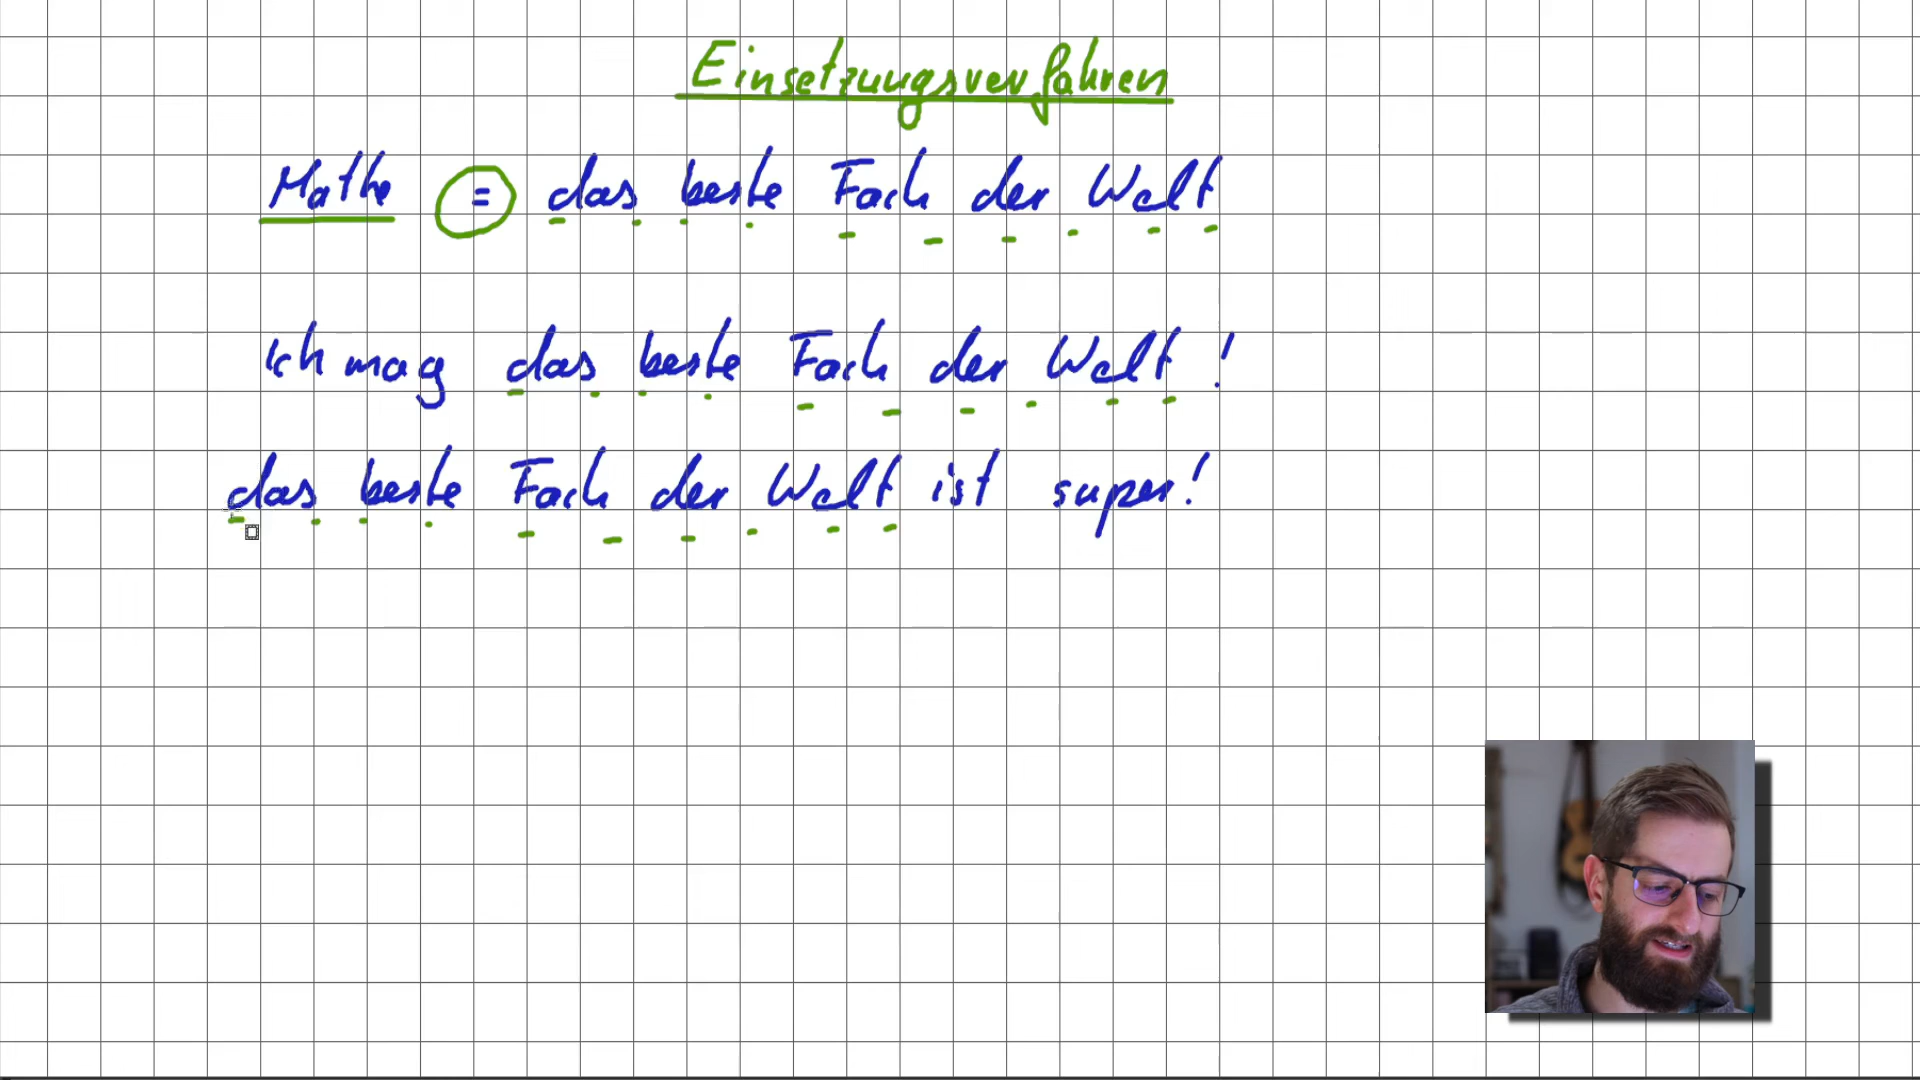 Einsetzungsverfahren
Mathe = das beste Fach der Welt
Ich mag das beste Fach der Welt!
das beste Fach der Welt ist super!